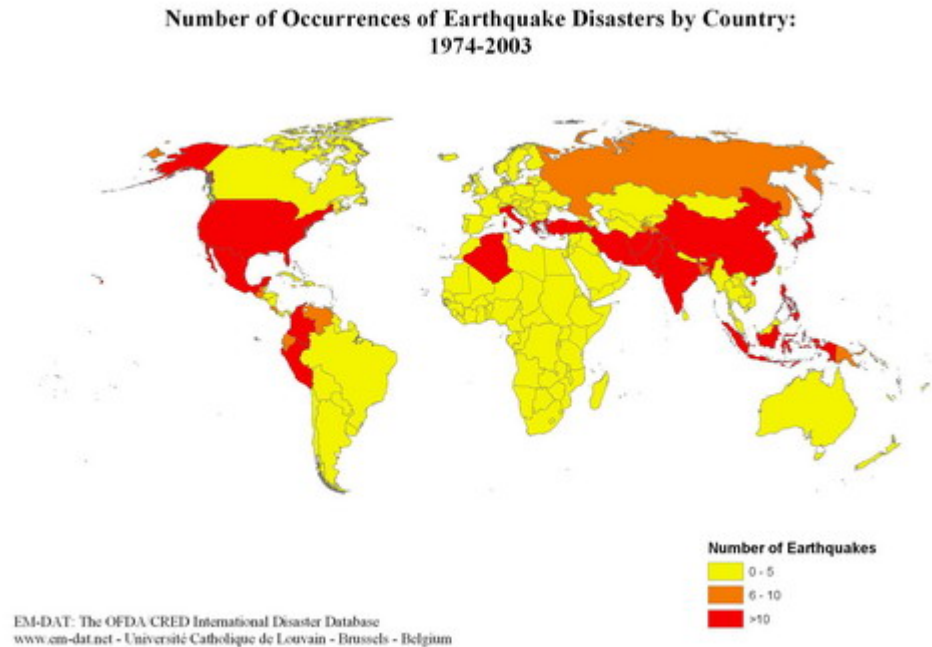 Number of Occurrences of Earthquake Disasters by Country:
1974-2003
Number of Earthquakes
0 - 5
6 - 10
>10
EM-DAT: The OFDA/CRED International Disaster Database
www.em-dat.net - Université Catholique de Louvain - Brussels - Belgium